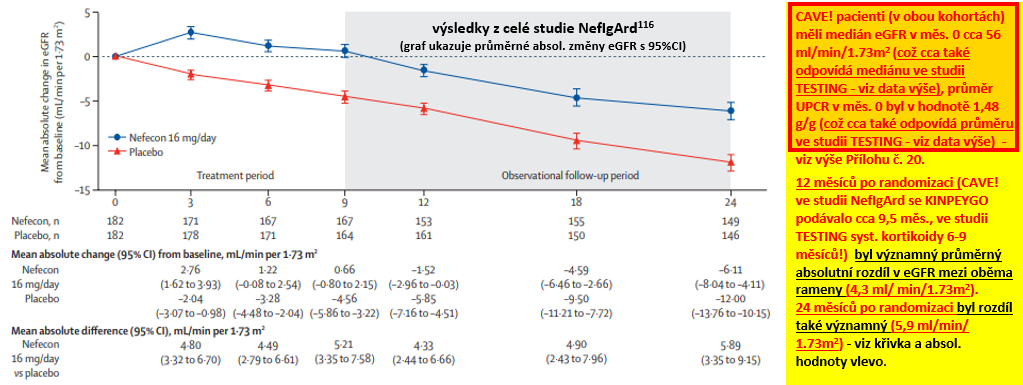 výsledky z celé studie NefIgArd116
(graf ukazuje průměrné absol. změny eGFR s 95%CI)
Mean absolute change in eGFR
from baseline (mL/min per 1·73 m2)
5
0
−5
−10
−15
Nefecon 16 mg/day
Placebo
Treatment period
Observational follow-up period
0 3 6 9 12 18 24
Nefecon, n 182 171 167 167 153 155 149
Placebo, n 182 178 171 164 161 150 146
Mean absolute change (95% CI) from baseline, mL/min per 1·73 m2
Nefecon 2·76 1·22 0·66 −1·52 −4·59 −6·11
16 mg/day (1·62 to 3·93) (−0·08 to 2·54) (−0·80 to 2·15) (−2·96 to −0·03) (−6·46 to −2·66) (−8·04 to −4·11)
Placebo −2·04 −3·28 −4·56 −5·85 −9·50 −12·00
(−3·07 to −0·98) (−4·48 to −2·04) (−5·86 to −3·22) (−7·16 to −4·51) (−11·21 to −7·72) (−13·76 to −10·15)
Mean absolute difference (95% CI), mL/min per 1·73 m2
Nefecon 4·80 4·49 5·21 4·33 4·90 5·89
16 mg/day (3·32 to 6·70) (2·79 to 6·61) (3·35 to 7·58) (2·44 to 6·66) (2·43 to 7·96) (3·35 to 9·15)
vs placebo
CAVE! pacienti (v obou kohortách)
měli medián eGFR v měs. 0 cca 56
ml/min/1.73m² (což cca také
odpovídá mediánu ve studii
TESTING - viz data výše), průměr
UPCR v měs. 0 byl v hodnotě 1,48
g/g (což cca také odpovídá průměru
ve studii TESTING - viz data výše) -
viz výše Přílohu č. 20.
12 měsíců po randomizaci (CAVE!
ve studii NefIgArd se KINPEYGO
podávalo cca 9,5 měs., ve studii
TESTING syst. kortikoidy 6-9
měsíců!) byl významný průměrný
absolutní rozdíl v eGFR mezi oběma
rameny (4,3 ml/ min/1.73m²).
24 měsíců po randomizaci byl rozdíl
také významný (5,9 ml/min/
1.73m²) - viz křivka a absol.
hodnoty vlevo.